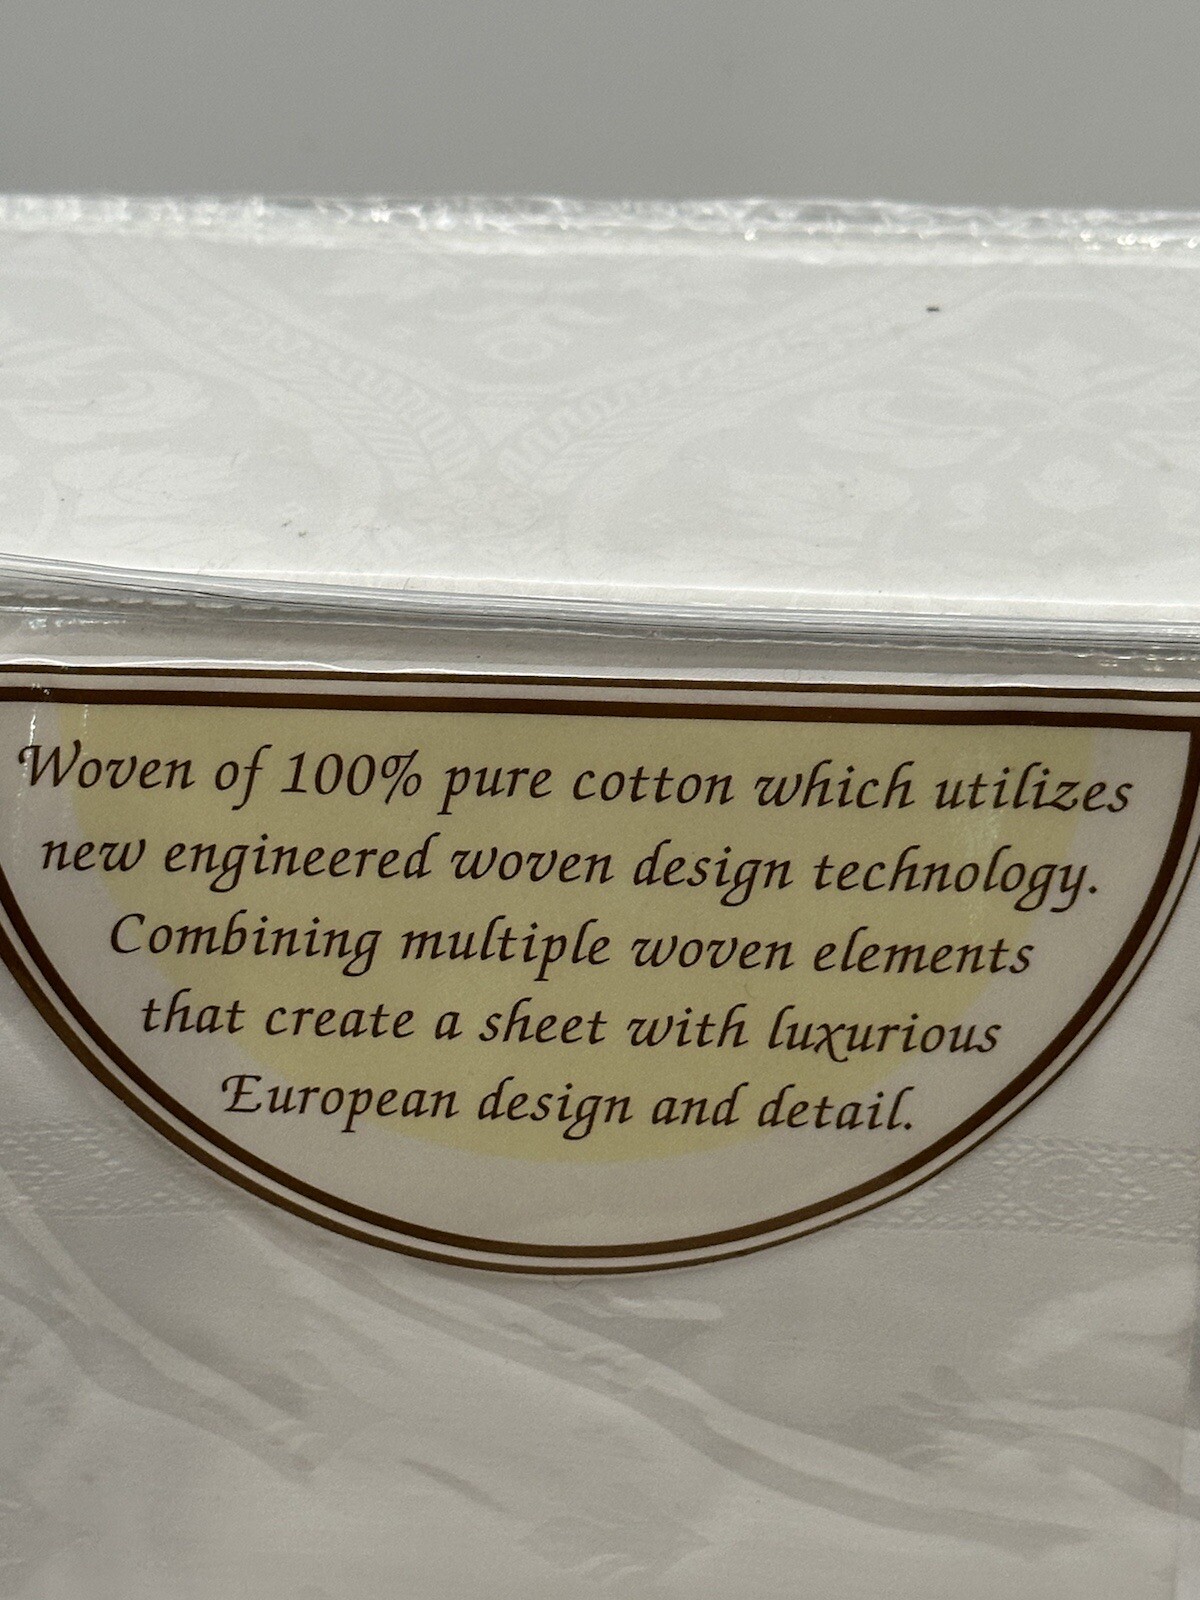 Woven of 100% pure cotton which utilizes
new engineered woven design technology.
Combining multiple woven elements
that create a sheet with luxurious
European design and detail.